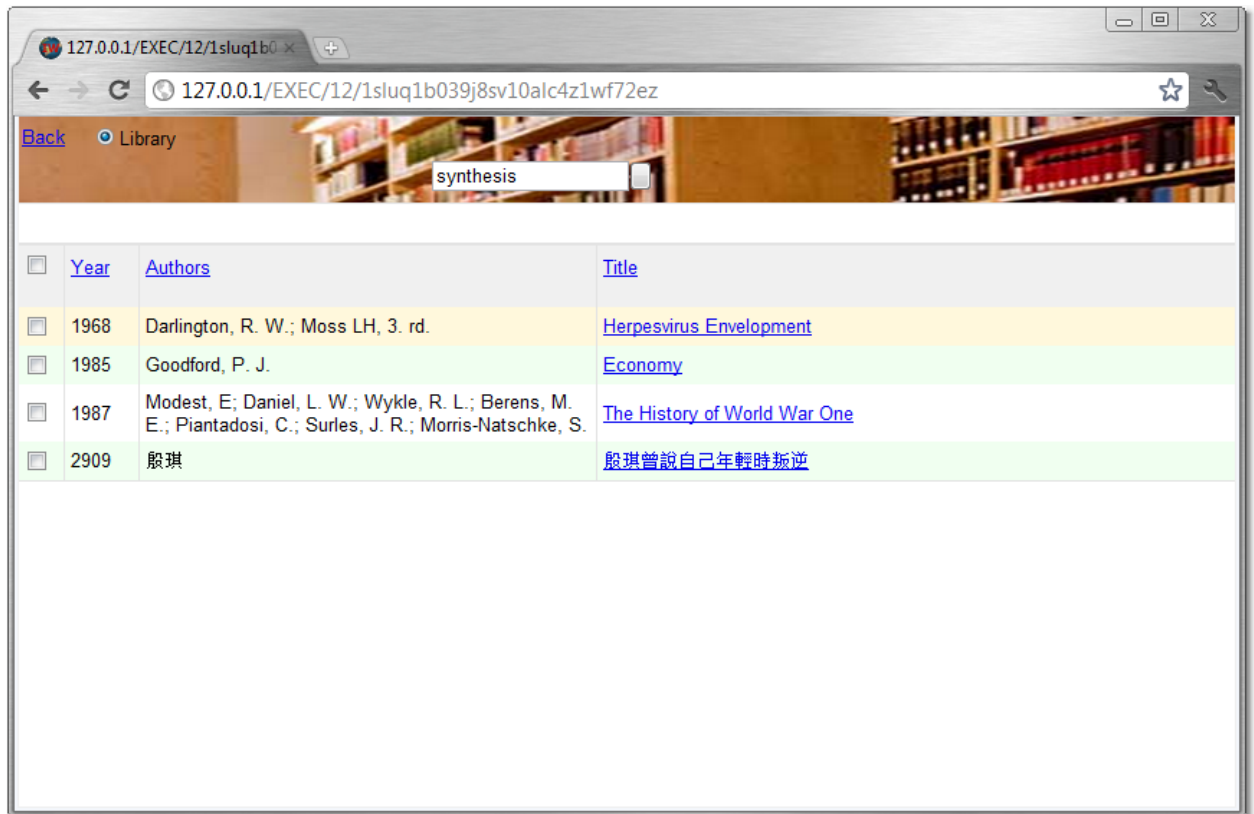 127.0.0.1/EXEC/12/1sluq1b0
127.0.0.1/EXEC/12/1sluq1b039j8sv10alc4z1wf72ez
Back Library
synthesis
Year Authors Title
1968 Darlington, R. W.; Moss LH, 3. rd. Herpesvirus Envelopment
1985 Goodford, P. J. Economy
1987 Modest, E; Daniel, L. W.; Wykle, R. L.; Berens, M.
E.; Piantadosi, C.; Surles, J. R.; Morris-Natschke, S. The History of World War One
2909 殷琪 殷琪曾說自己年輕時叛逆